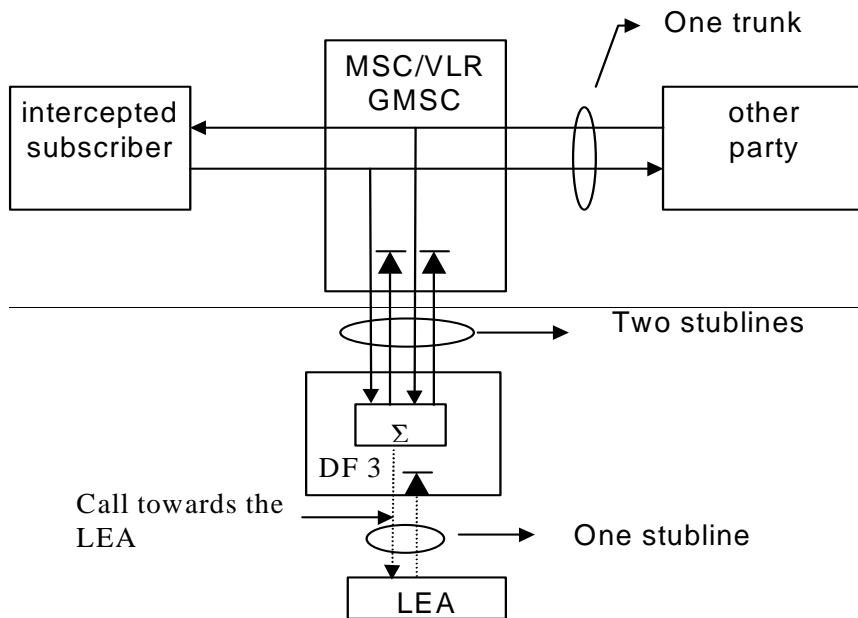 One trunk
MSC/VLR
GMSC
intercepted
subscriber
other
party
Two stublines
Σ
DF 3
Call towards the
LEA
One stubline
LEA